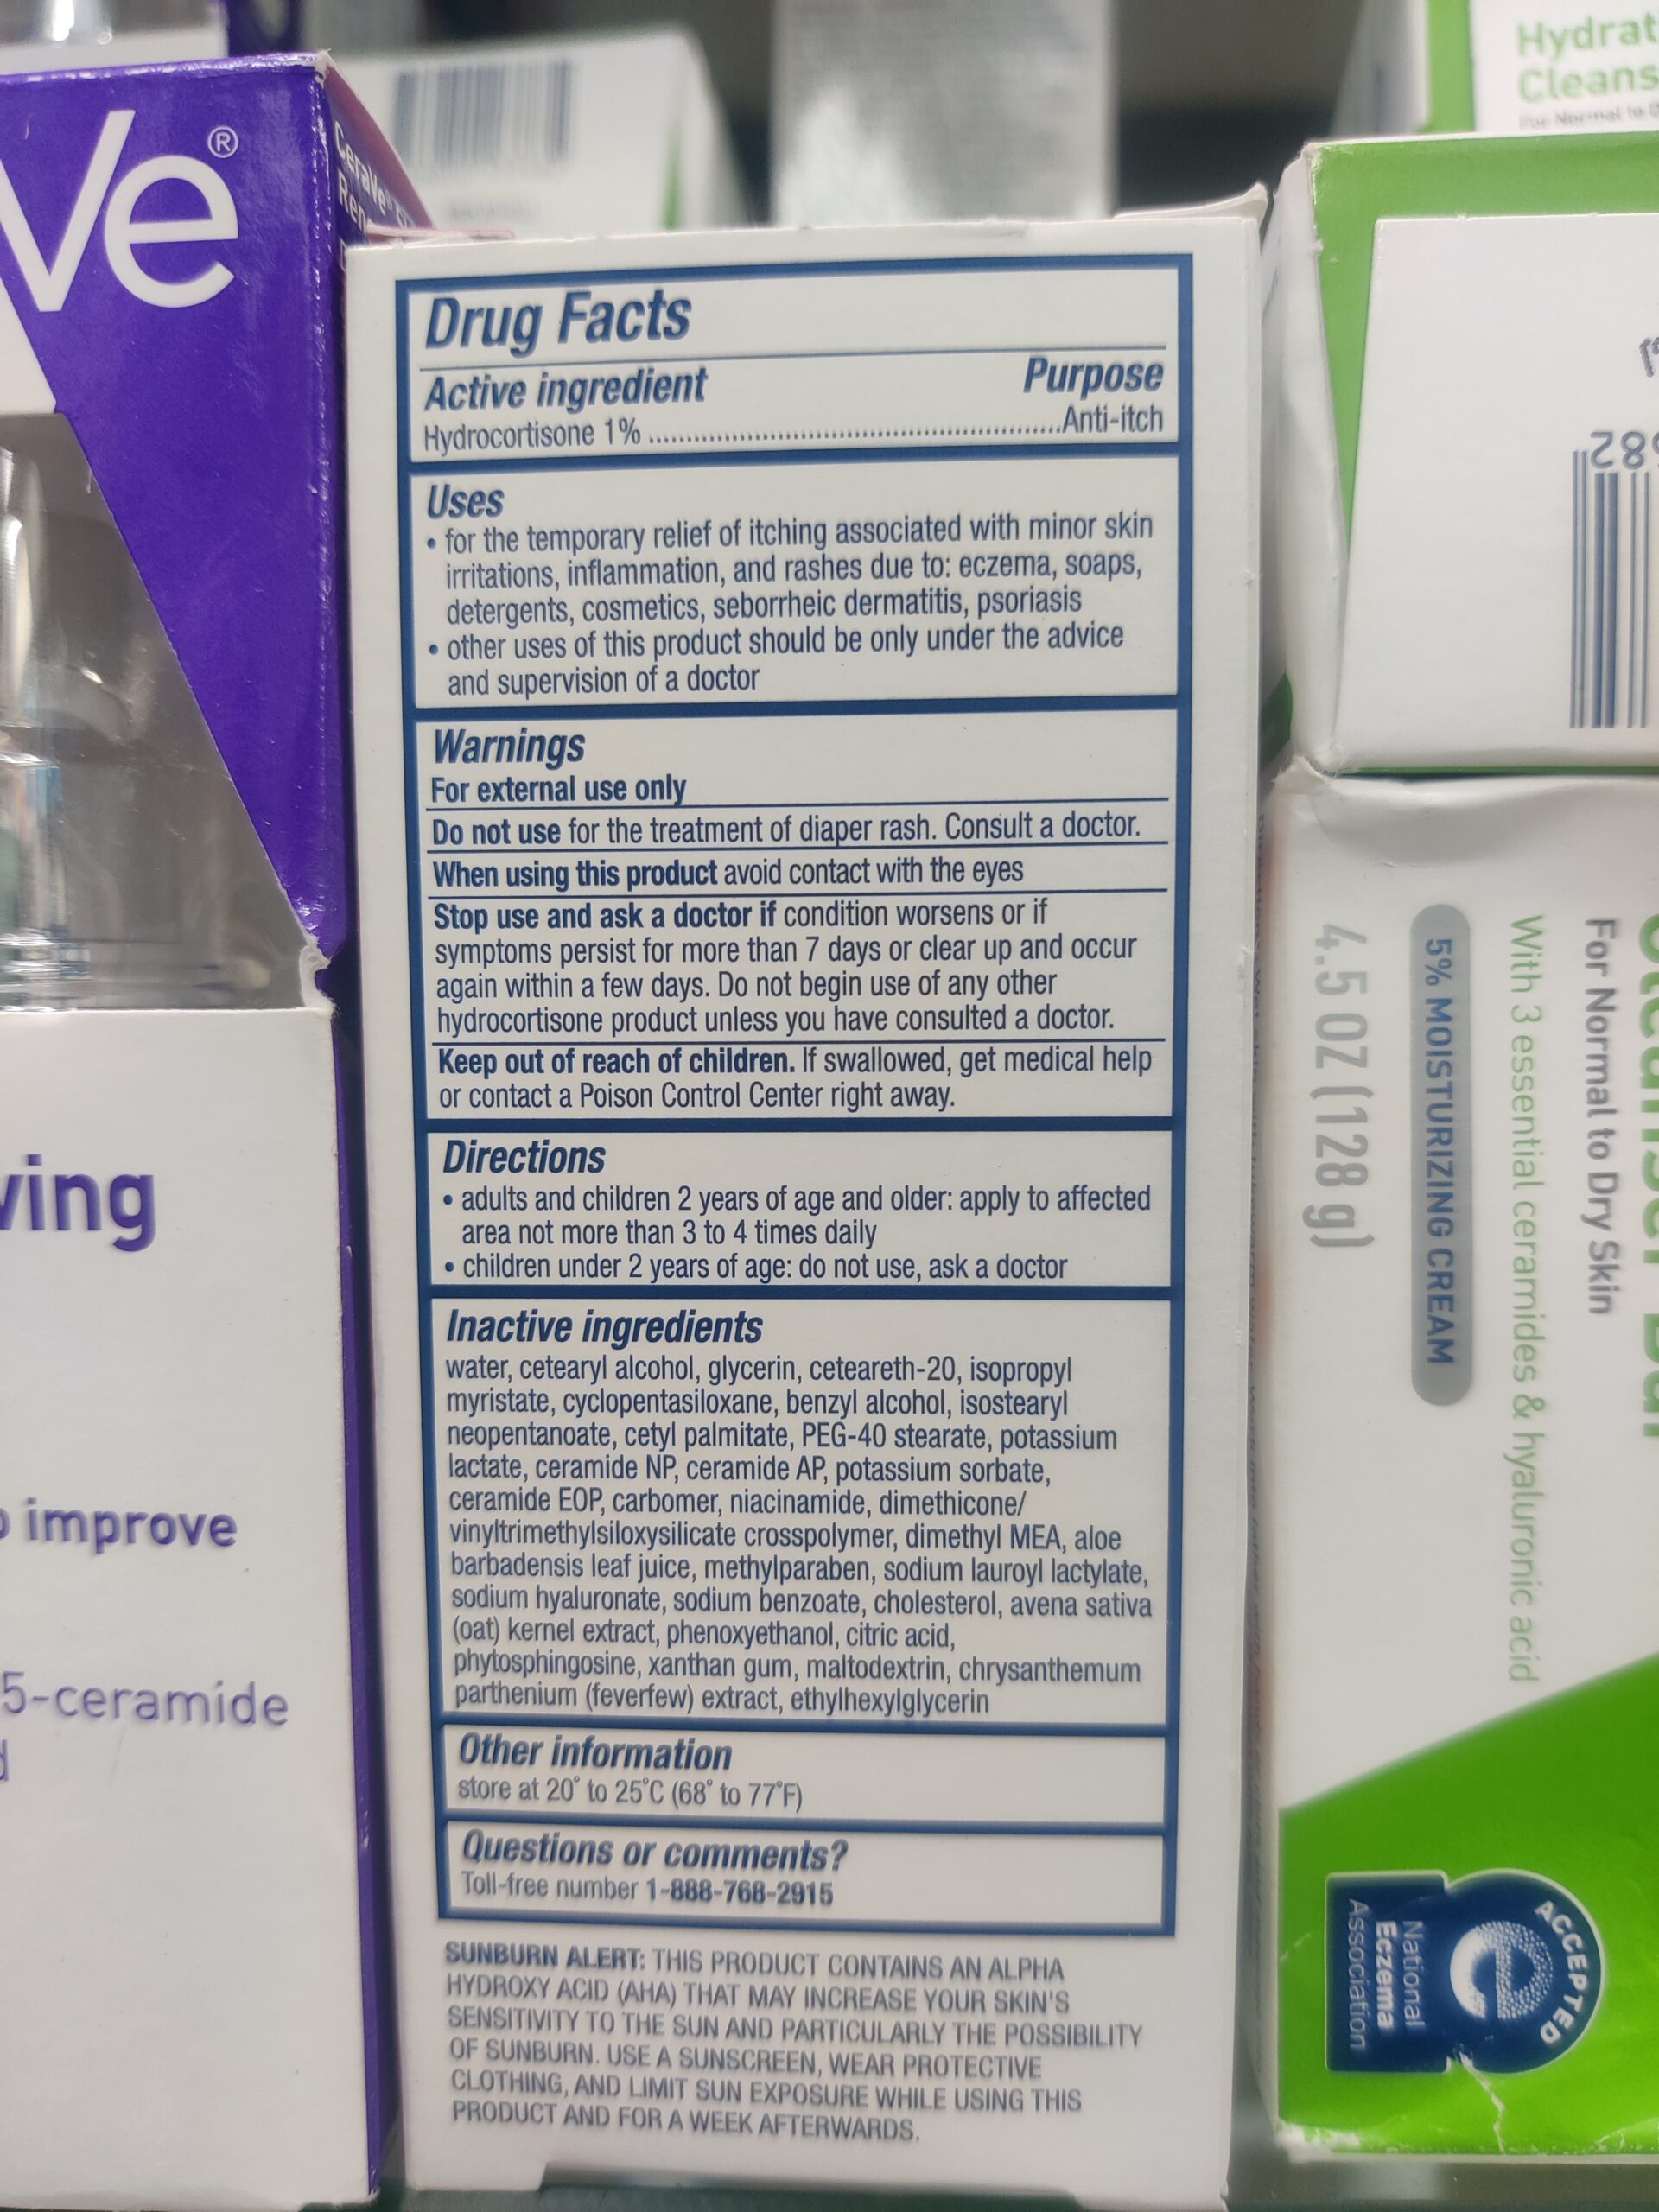 Ve®
CeraVe®
ving
improve
5-ceramide
Drug Facts
Active ingredient Purpose
Hydrocortisone 1% ........................................................Anti-itch
Uses
• for the temporary relief of itching associated with minor skin
irritations, inflammation, and rashes due to: eczema, soaps,
detergents, cosmetics, seborrheic dermatitis, psoriasis
• other uses of this product should be only under the advice
and supervision of a doctor
Warnings
For external use only
Do not use for the treatment of diaper rash. Consult a doctor.
When using this product avoid contact with the eyes
Stop use and ask a doctor if condition worsens or if
symptoms persist for more than 7 days or clear up and occur
again within a few days. Do not begin use of any other
hydrocortisone product unless you have consulted a doctor.
Keep out of reach of children. If swallowed, get medical help
or contact a Poison Control Center right away.
Directions
• adults and children 2 years of age and older: apply to affected
area not more than 3 to 4 times daily
• children under 2 years of age: do not use, ask a doctor
Inactive ingredients
water, cetearyl alcohol, glycerin, ceteareth-20, isopropyl
myristate, cyclopentasiloxane, benzyl alcohol, isostearyl
neopentanoate, cetyl palmitate, PEG-40 stearate, potassium
lactate, ceramide NP, ceramide AP, potassium sorbate,
ceramide EOP, carbomer, niacinamide, dimethicone/
vinyltrimethylsiloxysilicate crosspolymer, dimethyl MEA, aloe
barbadensis leaf juice, methylparaben, sodium lauroyl lactylate,
sodium hyaluronate, sodium benzoate, cholesterol, avena sativa
(oat) kernel extract, phenoxyethanol, citric acid,
phytosphingosine, xanthan gum, maltodextrin, chrysanthemum
parthenium (feverfew) extract, ethylhexylglycerin
Other information
store at 20° to 25°C (68° to 77°F)
Questions or comments?
Toll-free number 1-888-768-2915
SUNBURN ALERT: THIS PRODUCT CONTAINS AN ALPHA
HYDROXY ACID (AHA) THAT MAY INCREASE YOUR SKIN'S
SENSITIVITY TO THE SUN AND PARTICULARLY THE POSSIBILITY
OF SUNBURN. USE A SUNSCREEN, WEAR PROTECTIVE
CLOTHING, AND LIMIT SUN EXPOSURE WHILE USING THIS
PRODUCT AND FOR A WEEK AFTERWARDS.
Hydrat
Cleans
For Normal to D
82
For Normal to Dry Skin
With 3 essential ceramides & hyaluronic acid
5% MOISTURIZING CREAM
4.5 OZ (128 g)
ACCEPTED
National
Eczema
Association